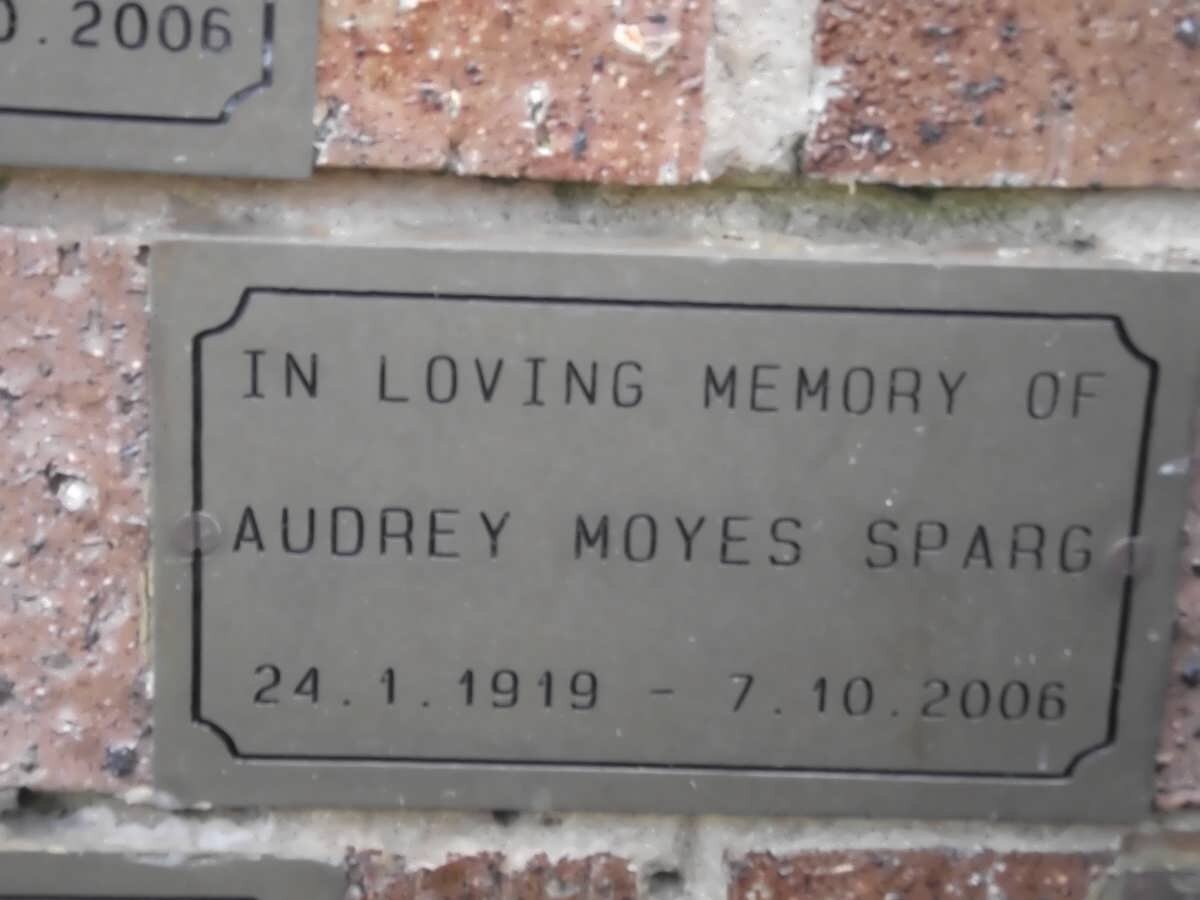 0.2006
IN LOVING MEMORY OF
AUDREY MOYES SPARG
24.1.1919 - 7.10.2006